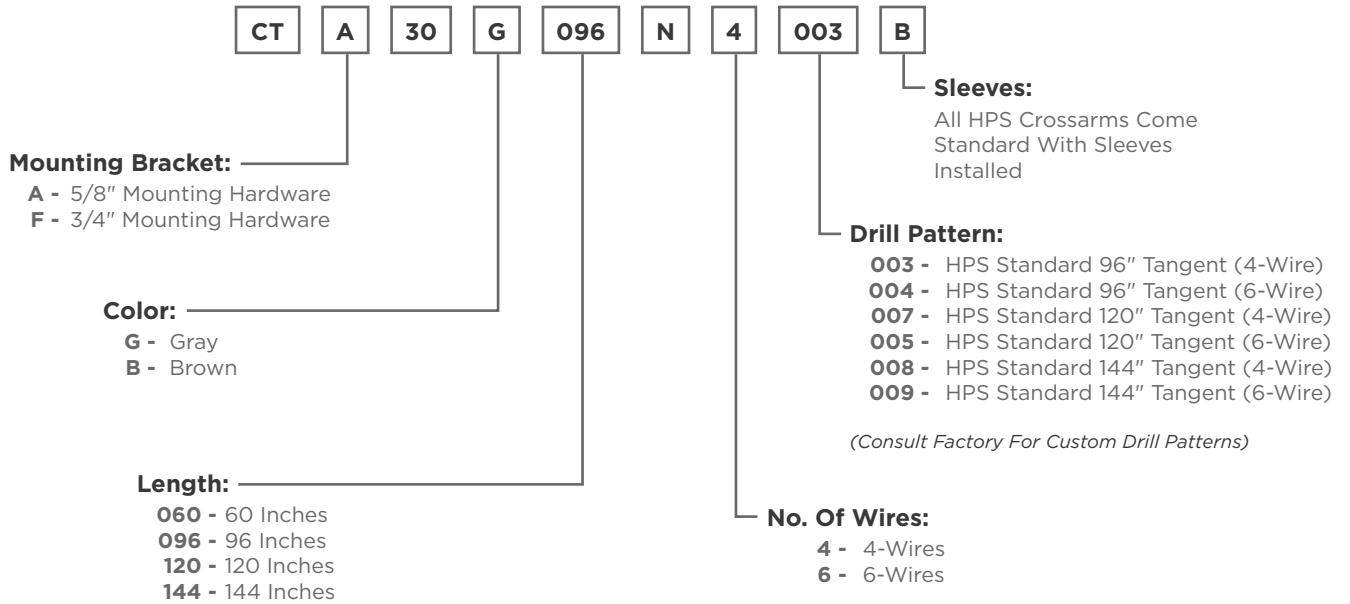 CT A 30 G 096 N 4 003 B
Sleeves:
All HPS Crossarms Come
Standard With Sleeves
Installed
Mounting Bracket:
A - 5/8" Mounting Hardware
F - 3/4" Mounting Hardware
Drill Pattern:
003 - HPS Standard 96" Tangent (4-Wire)
004 - HPS Standard 96" Tangent (6-Wire)
007 - HPS Standard 120" Tangent (4-Wire)
005 - HPS Standard 120" Tangent (6-Wire)
008 - HPS Standard 144" Tangent (4-Wire)
009 - HPS Standard 144" Tangent (6-Wire)
(Consult Factory For Custom Drill Patterns)
Color:
G - Gray
B - Brown
Length:
060 - 60 Inches
096 - 96 Inches
120 - 120 Inches
144 - 144 Inches
No. Of Wires:
4 - 4-Wires
6 - 6-Wires